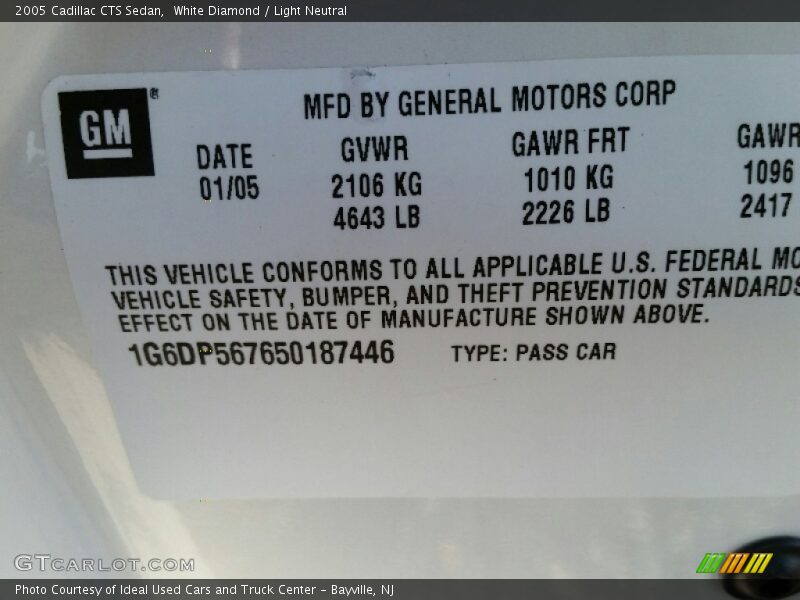 2005 Cadillac CTS Sedan,  White Diamond / Light Neutral
GM®
MFD BY GENERAL MOTORS CORP
DATE GVWR GAWR FRT GAWR
01/05 2106 KG 1010 KG 1096
4643 LB 2226 LB 2417
THIS VEHICLE CONFORMS TO ALL APPLICABLE U.S. FEDERAL MO
VEHICLE SAFETY, BUMPER, AND THEFT PREVENTION STANDARDS
EFFECT ON THE DATE OF MANUFACTURE SHOWN ABOVE.
1G6DP567650187446 TYPE: PASS CAR
GTCARLOT.COM
Photo Courtesy of Ideal Used Cars and Truck Center – Bayville, NJ